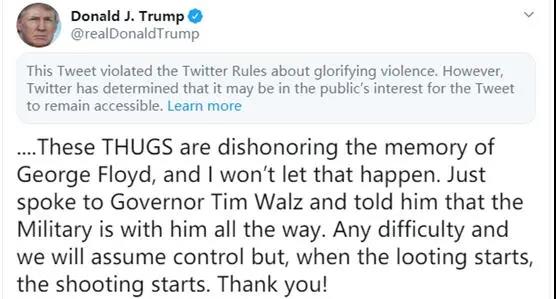 Donald J. Trump
@realDonaldTrump
This Tweet violated the Twitter Rules about glorifying violence. However,
Twitter has determined that it may be in the public's interest for the Tweet
to remain accessible. Learn more
....These THUGS are dishonoring the memory of
George Floyd, and I won't let that happen. Just
spoke to Governor Tim Walz and told him that the
Military is with him all the way. Any difficulty and
we will assume control but, when the looting starts,
the shooting starts. Thank you!